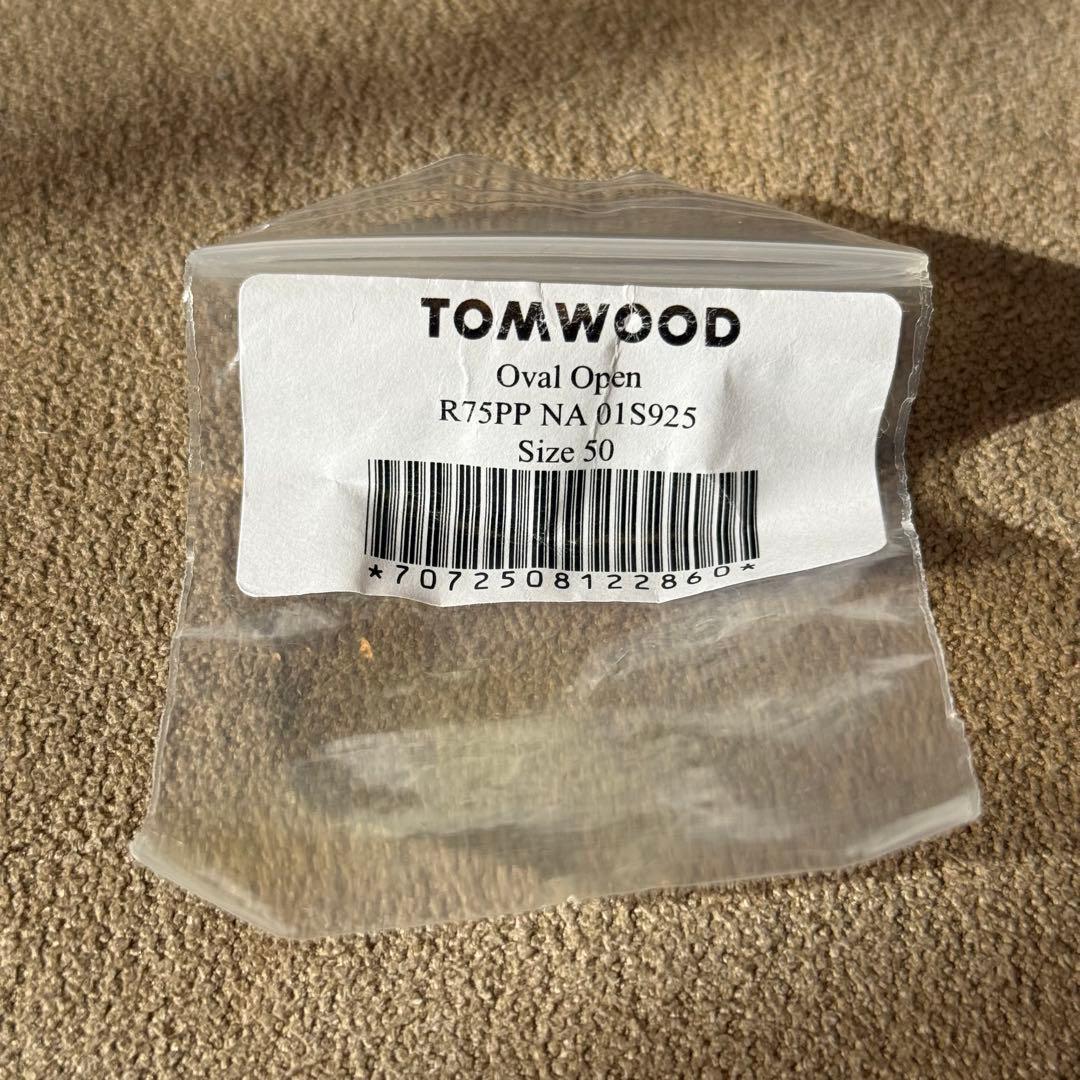 TOMWOOD
Oval Open
R75PP NA 01S925
Size 50
*7072508122860*